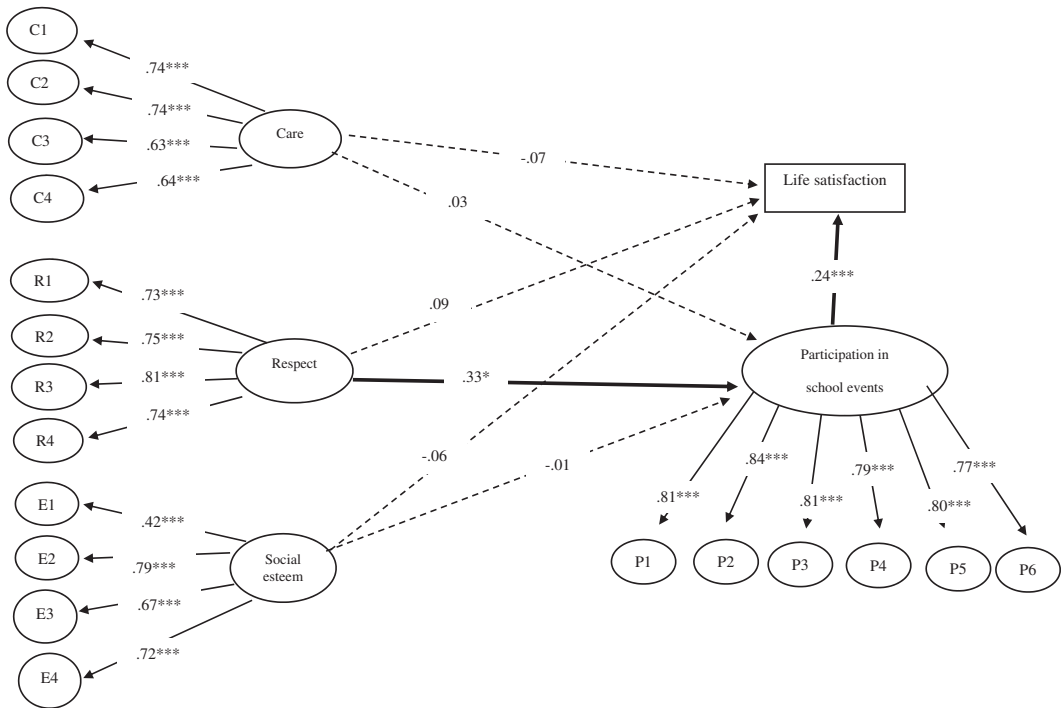 C1
.74***
C2
.74***
Care
C3
.63***
C4
.64***
-.07
Life satisfaction
.03
.24***
R1
.73***
.09
R2
.75***
Respect
R3
.81***
.33*
R4
.74***
Participation in
school events
-.06
-.01
.81***
.84***
.81***
.79***
.80***
.77***
E1
.42***
E2
.79***
Social
esteem
E3
.67***
E4
.72***
P1
P2
P3
P4
P5
P6